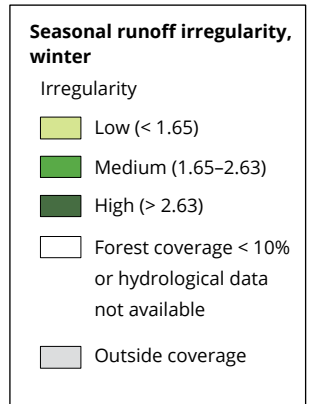 Seasonal runoff irregularity,
winter
Irregularity
Low (< 1.65)
Medium (1.65–2.63)
High (> 2.63)
Forest coverage < 10%
or hydrological data
not available
Outside coverage